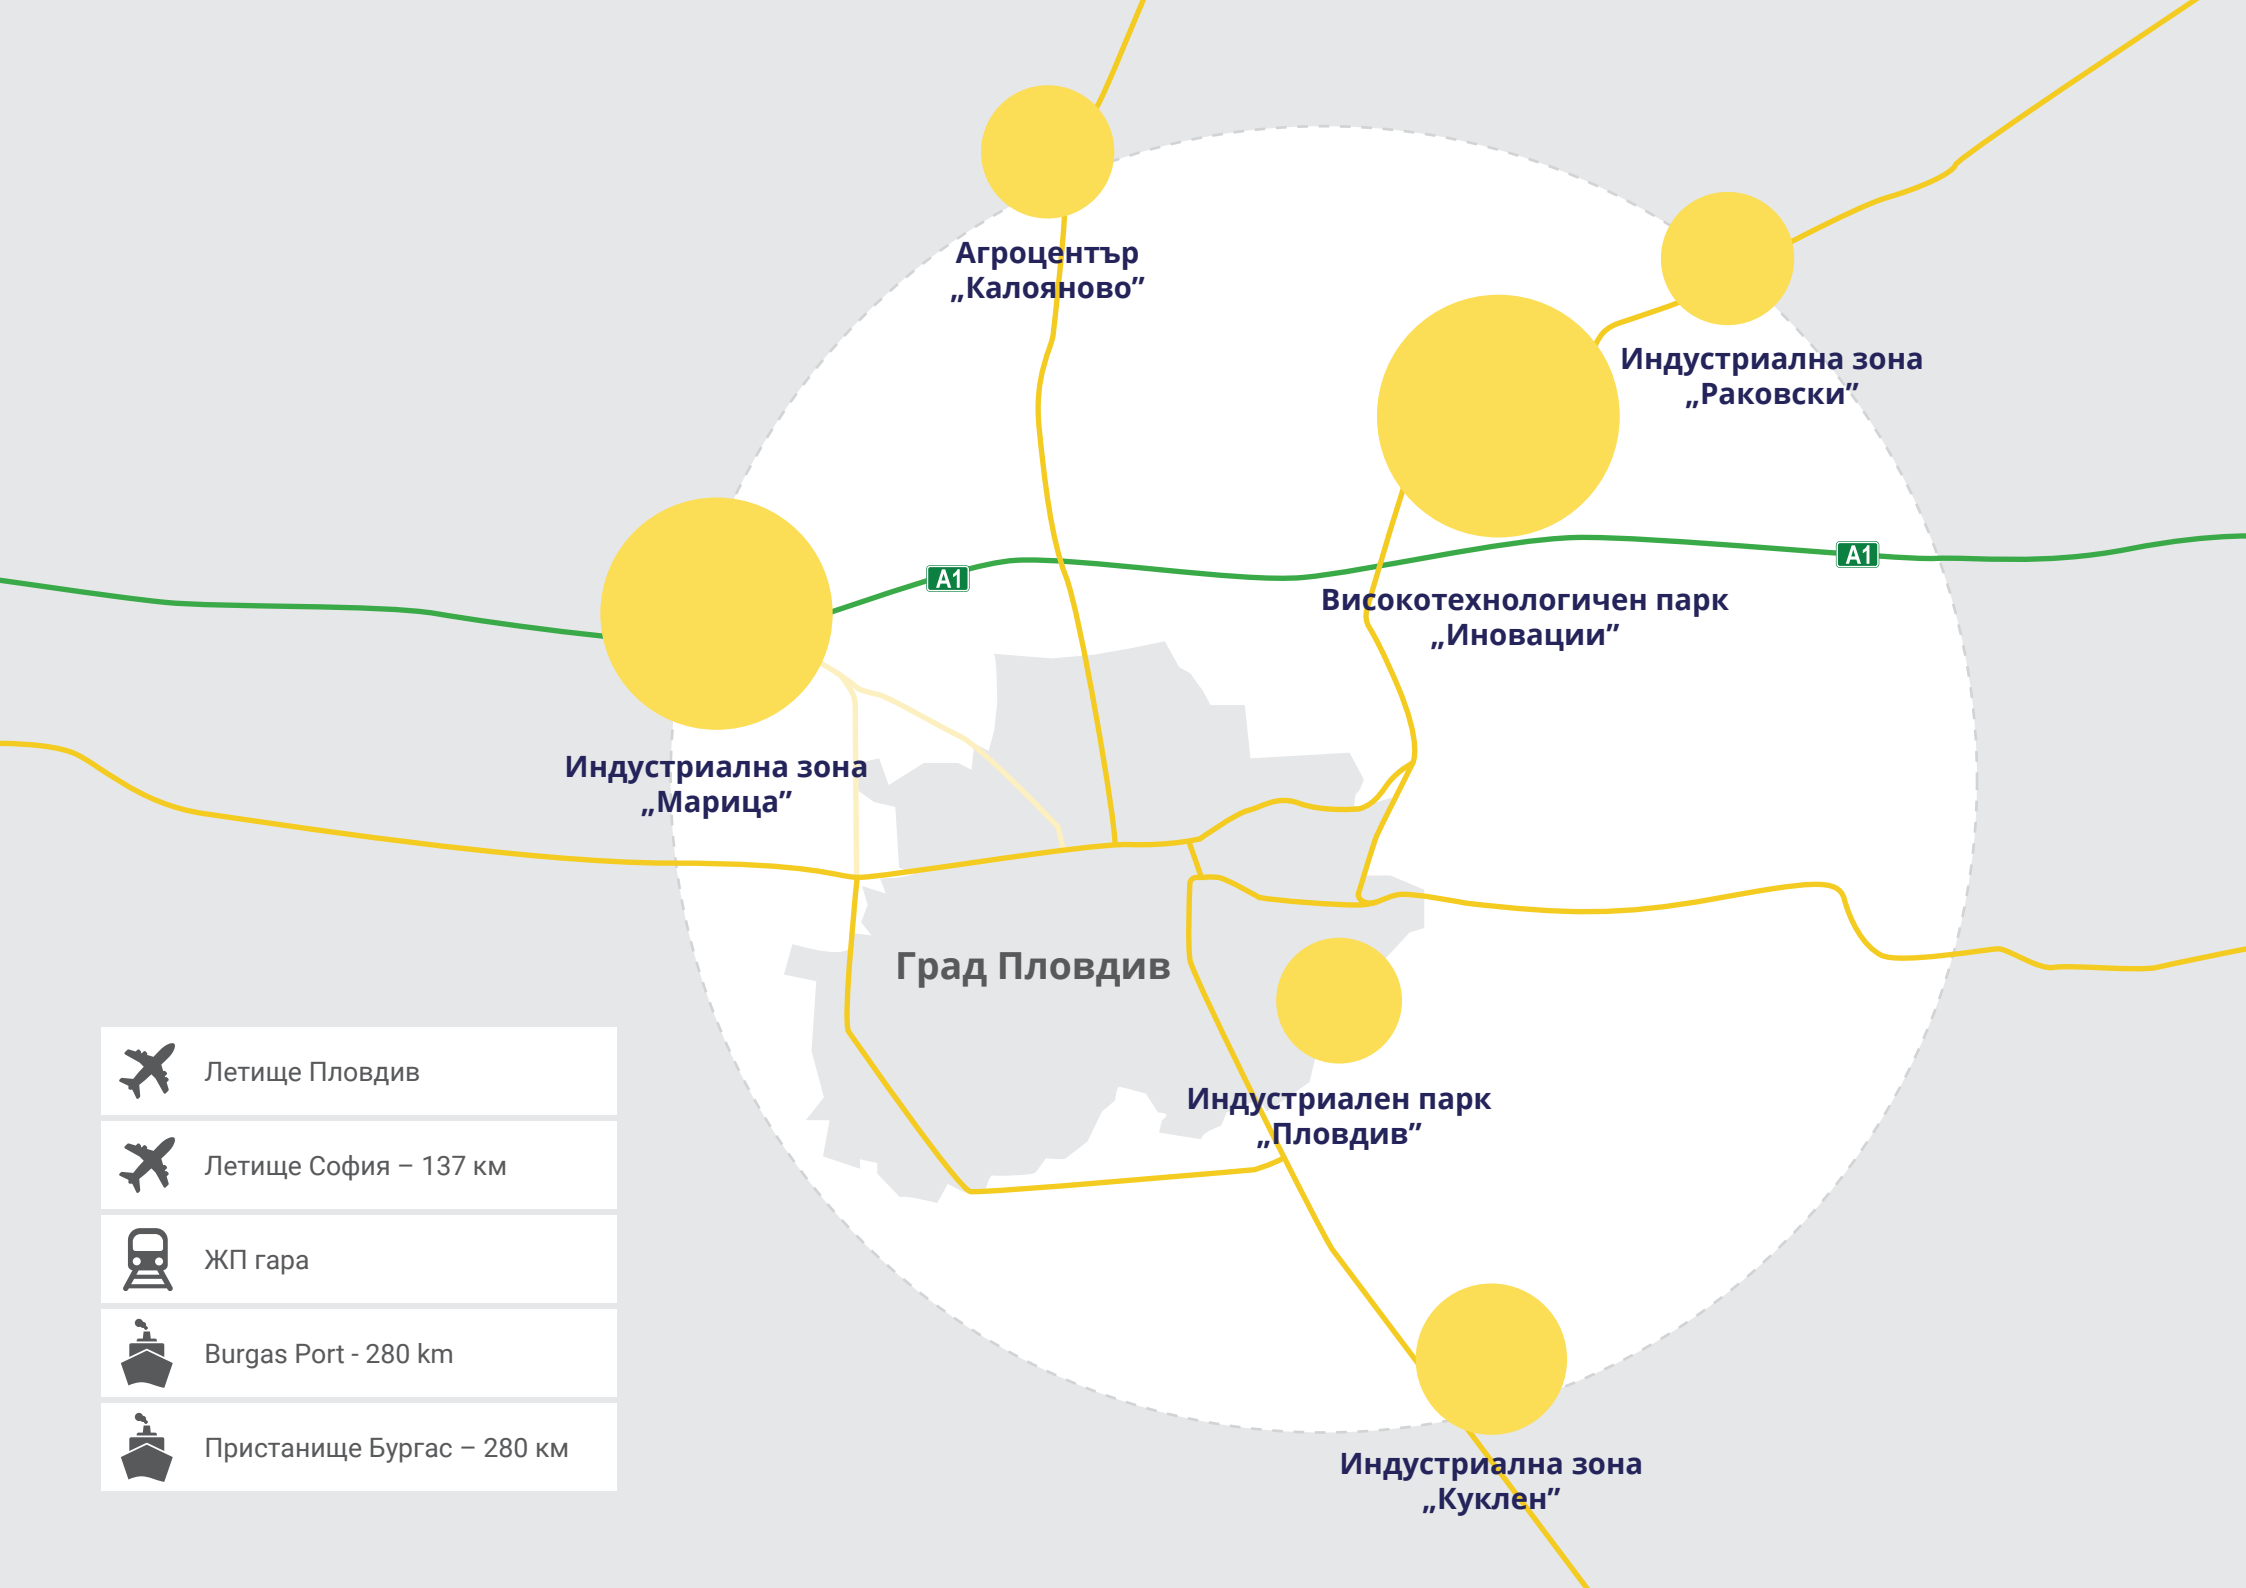 Агроцентър
„Калояново”
Индустриална зона
„Раковски”
A1
A1
Високотехнологичен парк
„Иновации”
Индустриална зона
„Марица”
Град Пловдив
Индустриален парк
„Пловдив”
Индустриална зона
„Куклен”
Летище Пловдив
Летище София – 137 км
ЖП гара
Burgas Port - 280 km
Пристанище Бургас – 280 км